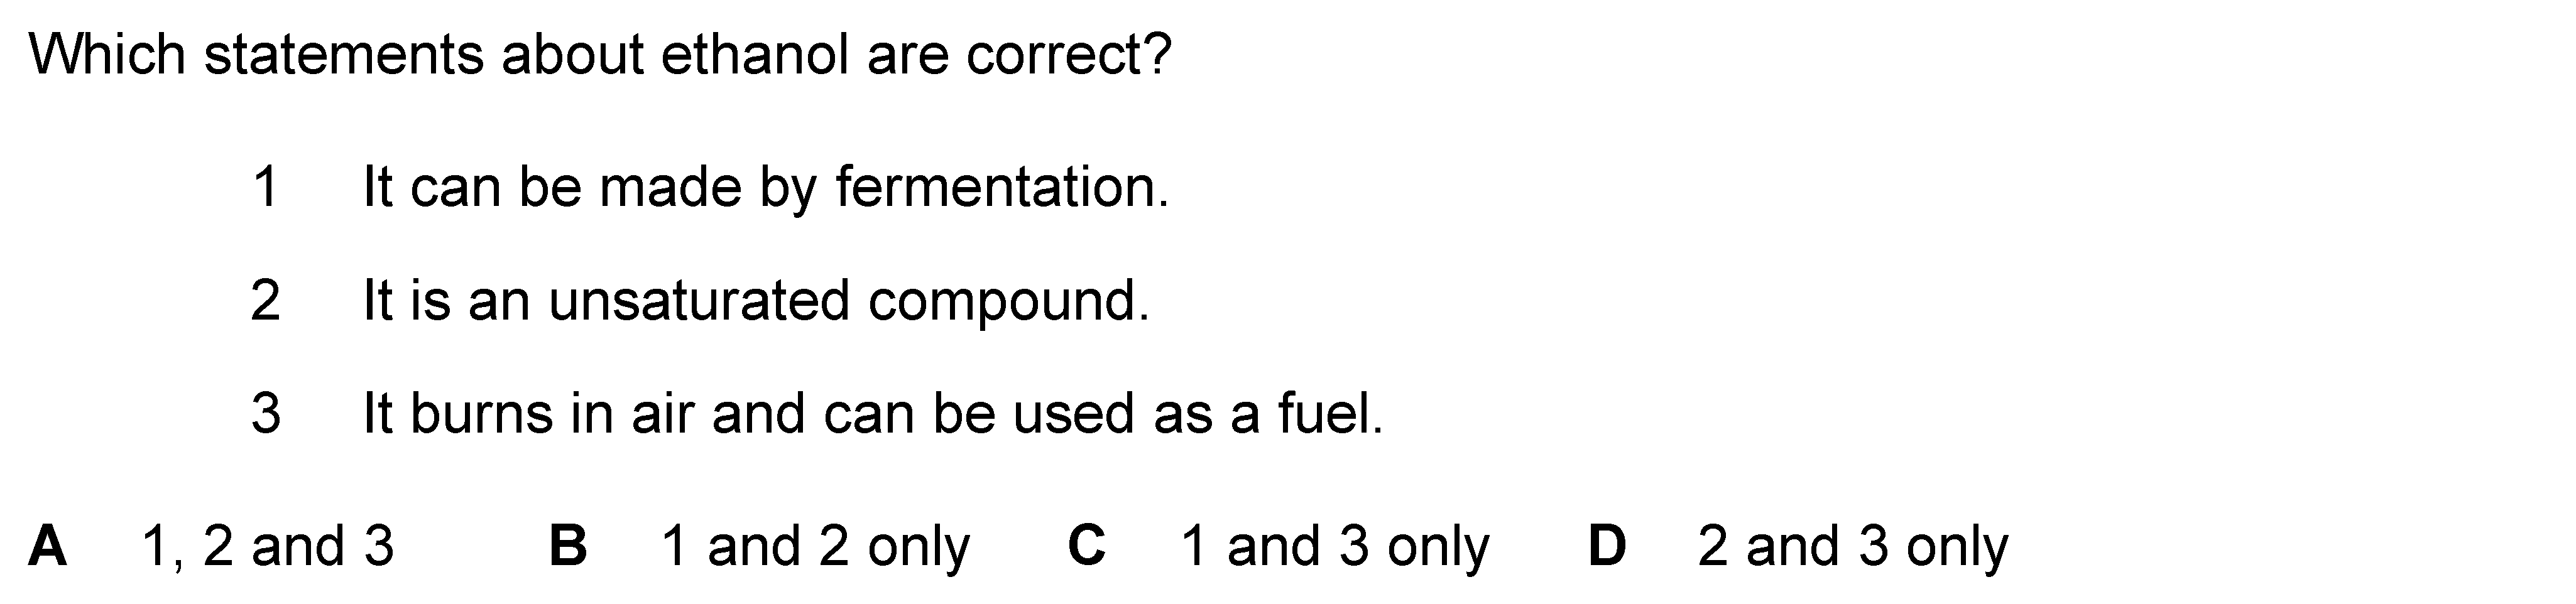 Which statements about ethanol are correct?
1 It can be made by fermentation.
2 It is an unsaturated compound.
3 It burns in air and can be used as a fuel.
A 1, 2 and 3 B 1 and 2 only C 1 and 3 only D 2 and 3 only